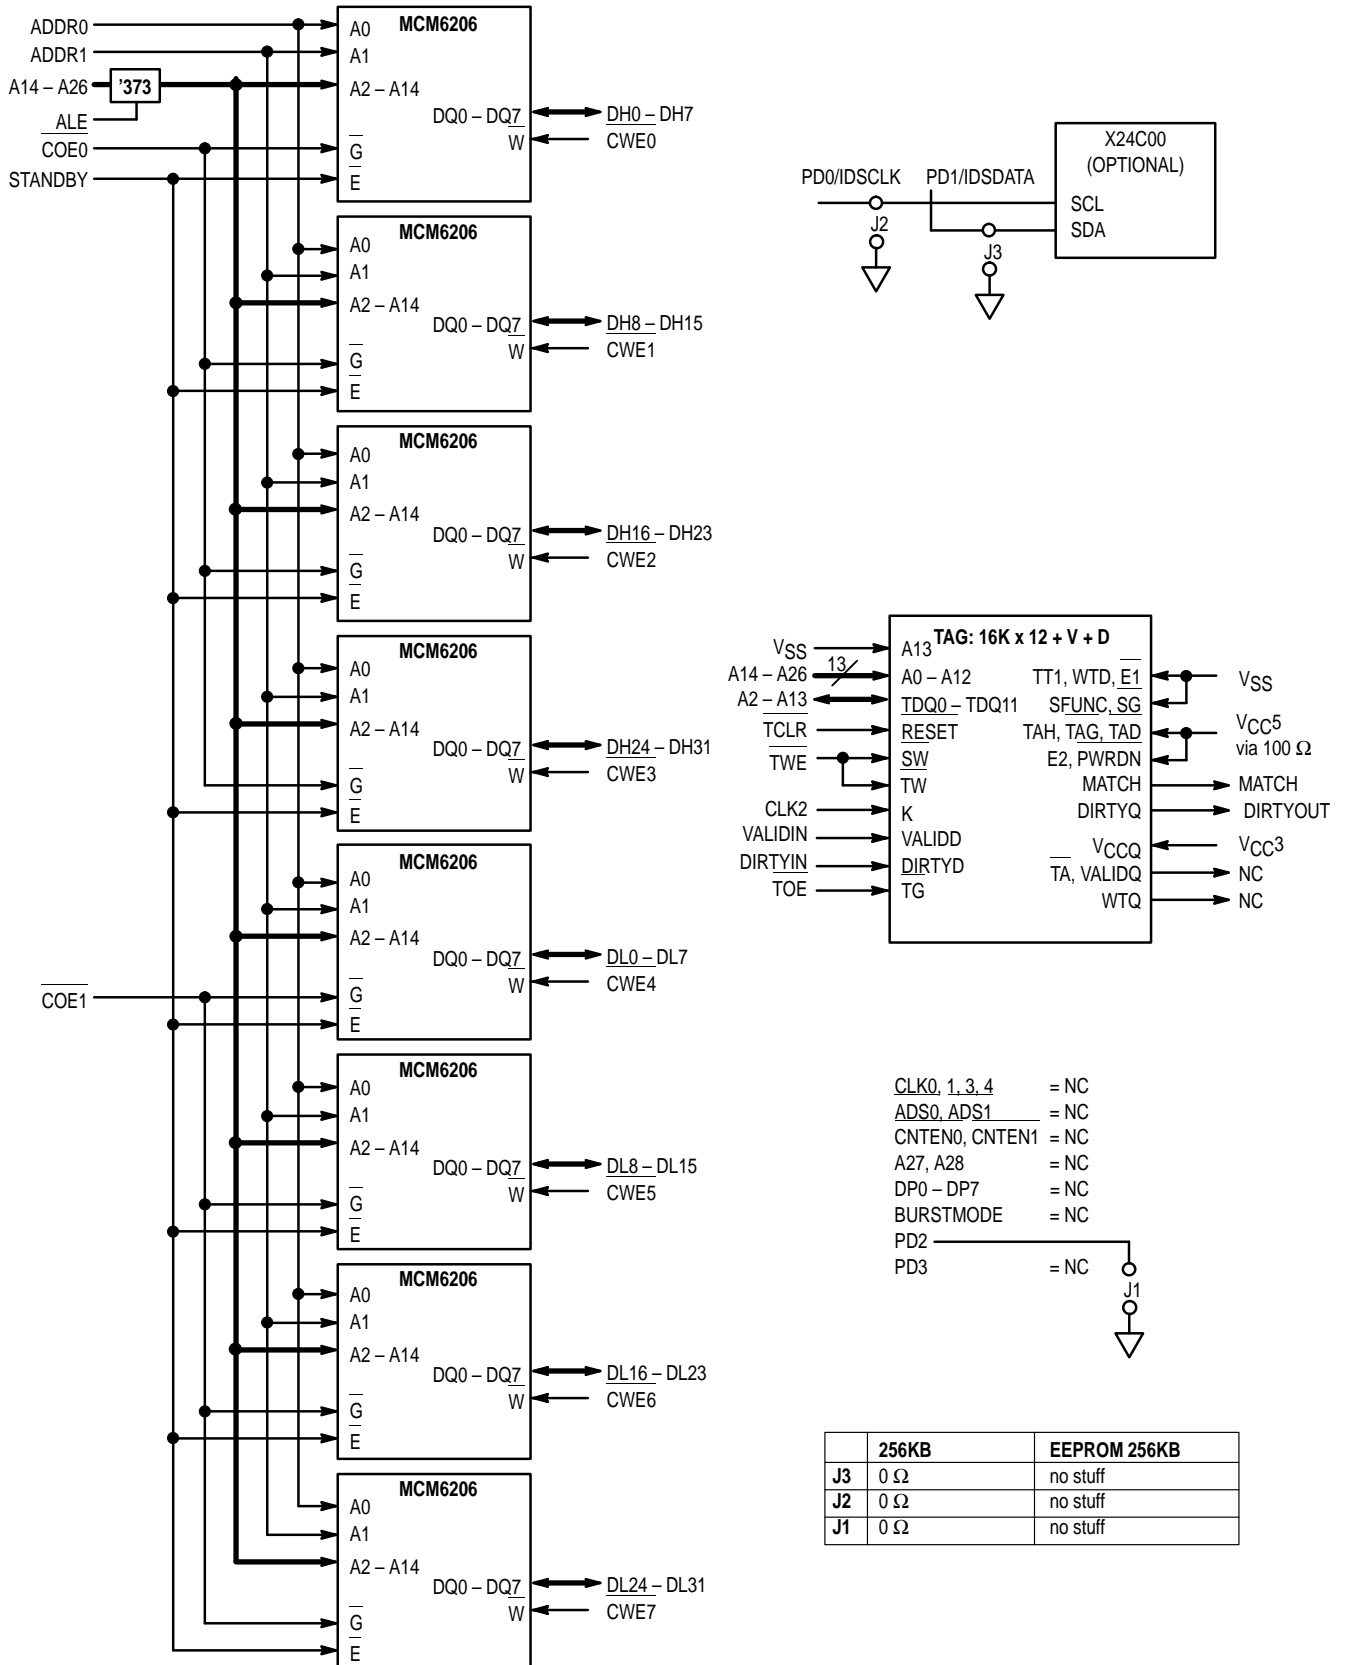 ADDR0
ADDR1
A14 – A26
'373
ALE
COE0
STANDBY
MCM6206
A0
A1
A2 – A14
DQ0 – DQ7
W
G
E
DH0 – DH7
CWE0
MCM6206
A0
A1
A2 – A14
DQ0 – DQ7
W
G
E
DH8 – DH15
CWE1
MCM6206
A0
A1
A2 – A14
DQ0 – DQ7
W
G
E
DH16 – DH23
CWE2
MCM6206
A0
A1
A2 – A14
DQ0 – DQ7
W
G
E
DH24 – DH31
CWE3
MCM6206
A0
A1
A2 – A14
DQ0 – DQ7
W
G
E
DL0 – DL7
CWE4
COE1
MCM6206
A0
A1
A2 – A14
DQ0 – DQ7
W
G
E
DL8 – DL15
CWE5
MCM6206
A0
A1
A2 – A14
DQ0 – DQ7
W
G
E
DL16 – DL23
CWE6
MCM6206
A0
A1
A2 – A14
DQ0 – DQ7
W
G
E
DL24 – DL31
CWE7
X24C00
(OPTIONAL)
PD0/IDSCLK PD1/IDSDATA
SCL
SDA
J2
J3
TAG: 16K x 12 + V + D
VSS A13
A14 – A26 13 A0 – A12 TT1, WTD, E1 VSS
A2 – A13 TDQ0 – TDQ11 SFUNC, SG
TCLR RESET TAH, TAG, TAD VCC5
via 100 Ω
TWE SW E2, PWRDN
TW MATCH MATCH
CLK2 K DIRTYQ DIRTYOUT
VALIDIN VALIDD VCCQ VCC3
DIRTYIN DIRTYD TA, VALIDQ NC
TOE TG WTQ NC
CLK0, 1, 3, 4 = NC
ADS0, ADS1 = NC
CNTEN0, CNTEN1 = NC
A27, A28 = NC
DP0 – DP7 = NC
BURSTMODE = NC
PD2
PD3 = NC
J1
256KB EEPROM 256KB
J3 0 Ω no stuff
J2 0 Ω no stuff
J1 0 Ω no stuff